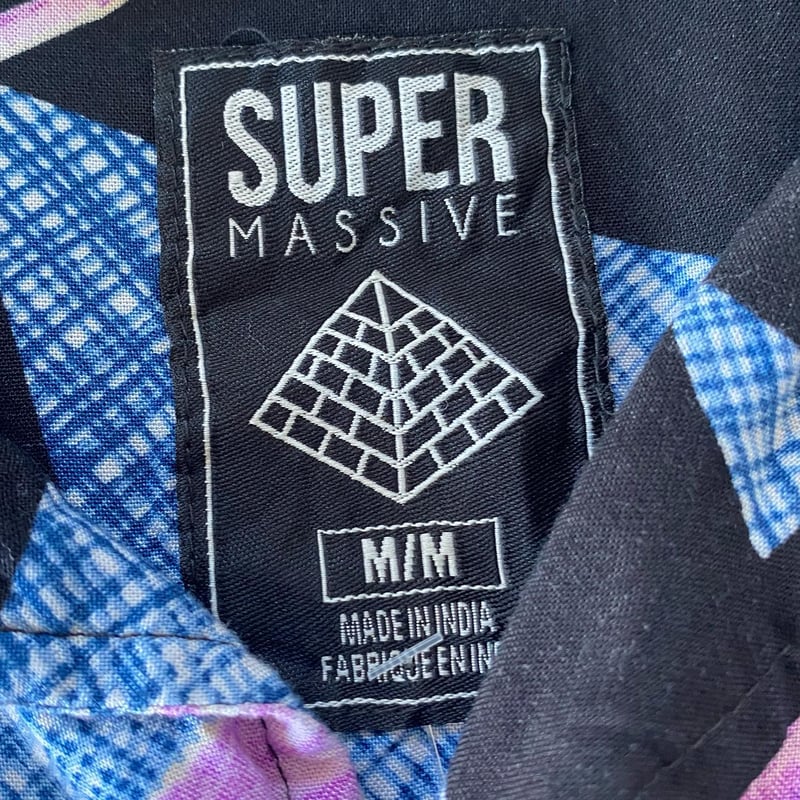 SUPER
MASSIVE
M/M
MADE IN INDIA
FABRIQUE EN